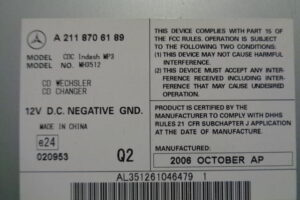 A 211 870 61 89
MODEL CDC Indash MP3
MODEL No. MH3512
CD WECHSLER
CD CHANGER
12V D.C. NEGATIVE GND.
MADE IN CHINA
e24
020953
Q2
THIS DEVICE COMPLIES WITH PART 15 OF
THE FCC RULES. OPERATION IS SUBJECT
TO THE FOLLOWING TWO CONDITIONS:
(1) THIS DEVICE MAY NOT CAUSE HARMFUL
INTERFERENCE.
(2) THIS DEVICE MUST ACCEPT ANY INTER-
FERENCE RECEIVED INCLUDING INTER-
FERENCE THAT MAY CAUSE UNDESIRED
OPERATION.
CERTIFICATION:
THIS PRODUCT IS CERTIFIED BY THE
MANUFACTURER TO COMPLY WITH DHHS
RULES 21 CFR SUBCHAPTER J APPLICATION
AT THE DATE OF MANUFACTURE.
MANUFACTURED:
2006 OCTOBER AP
AL351261046479 1